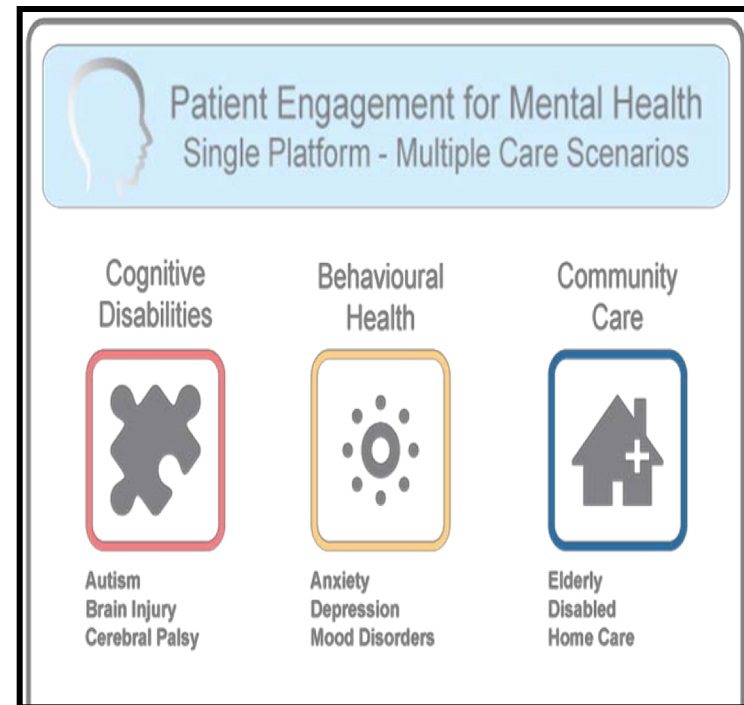 Patient Engagement for Mental Health
Single Platform - Multiple Care Scenarios
Cognitive
Disabilities
Autism
Brain Injury
Cerebral Palsy
Behavioural
Health
Anxiety
Depression
Mood Disorders
Community
Care
Elderly
Disabled
Home Care